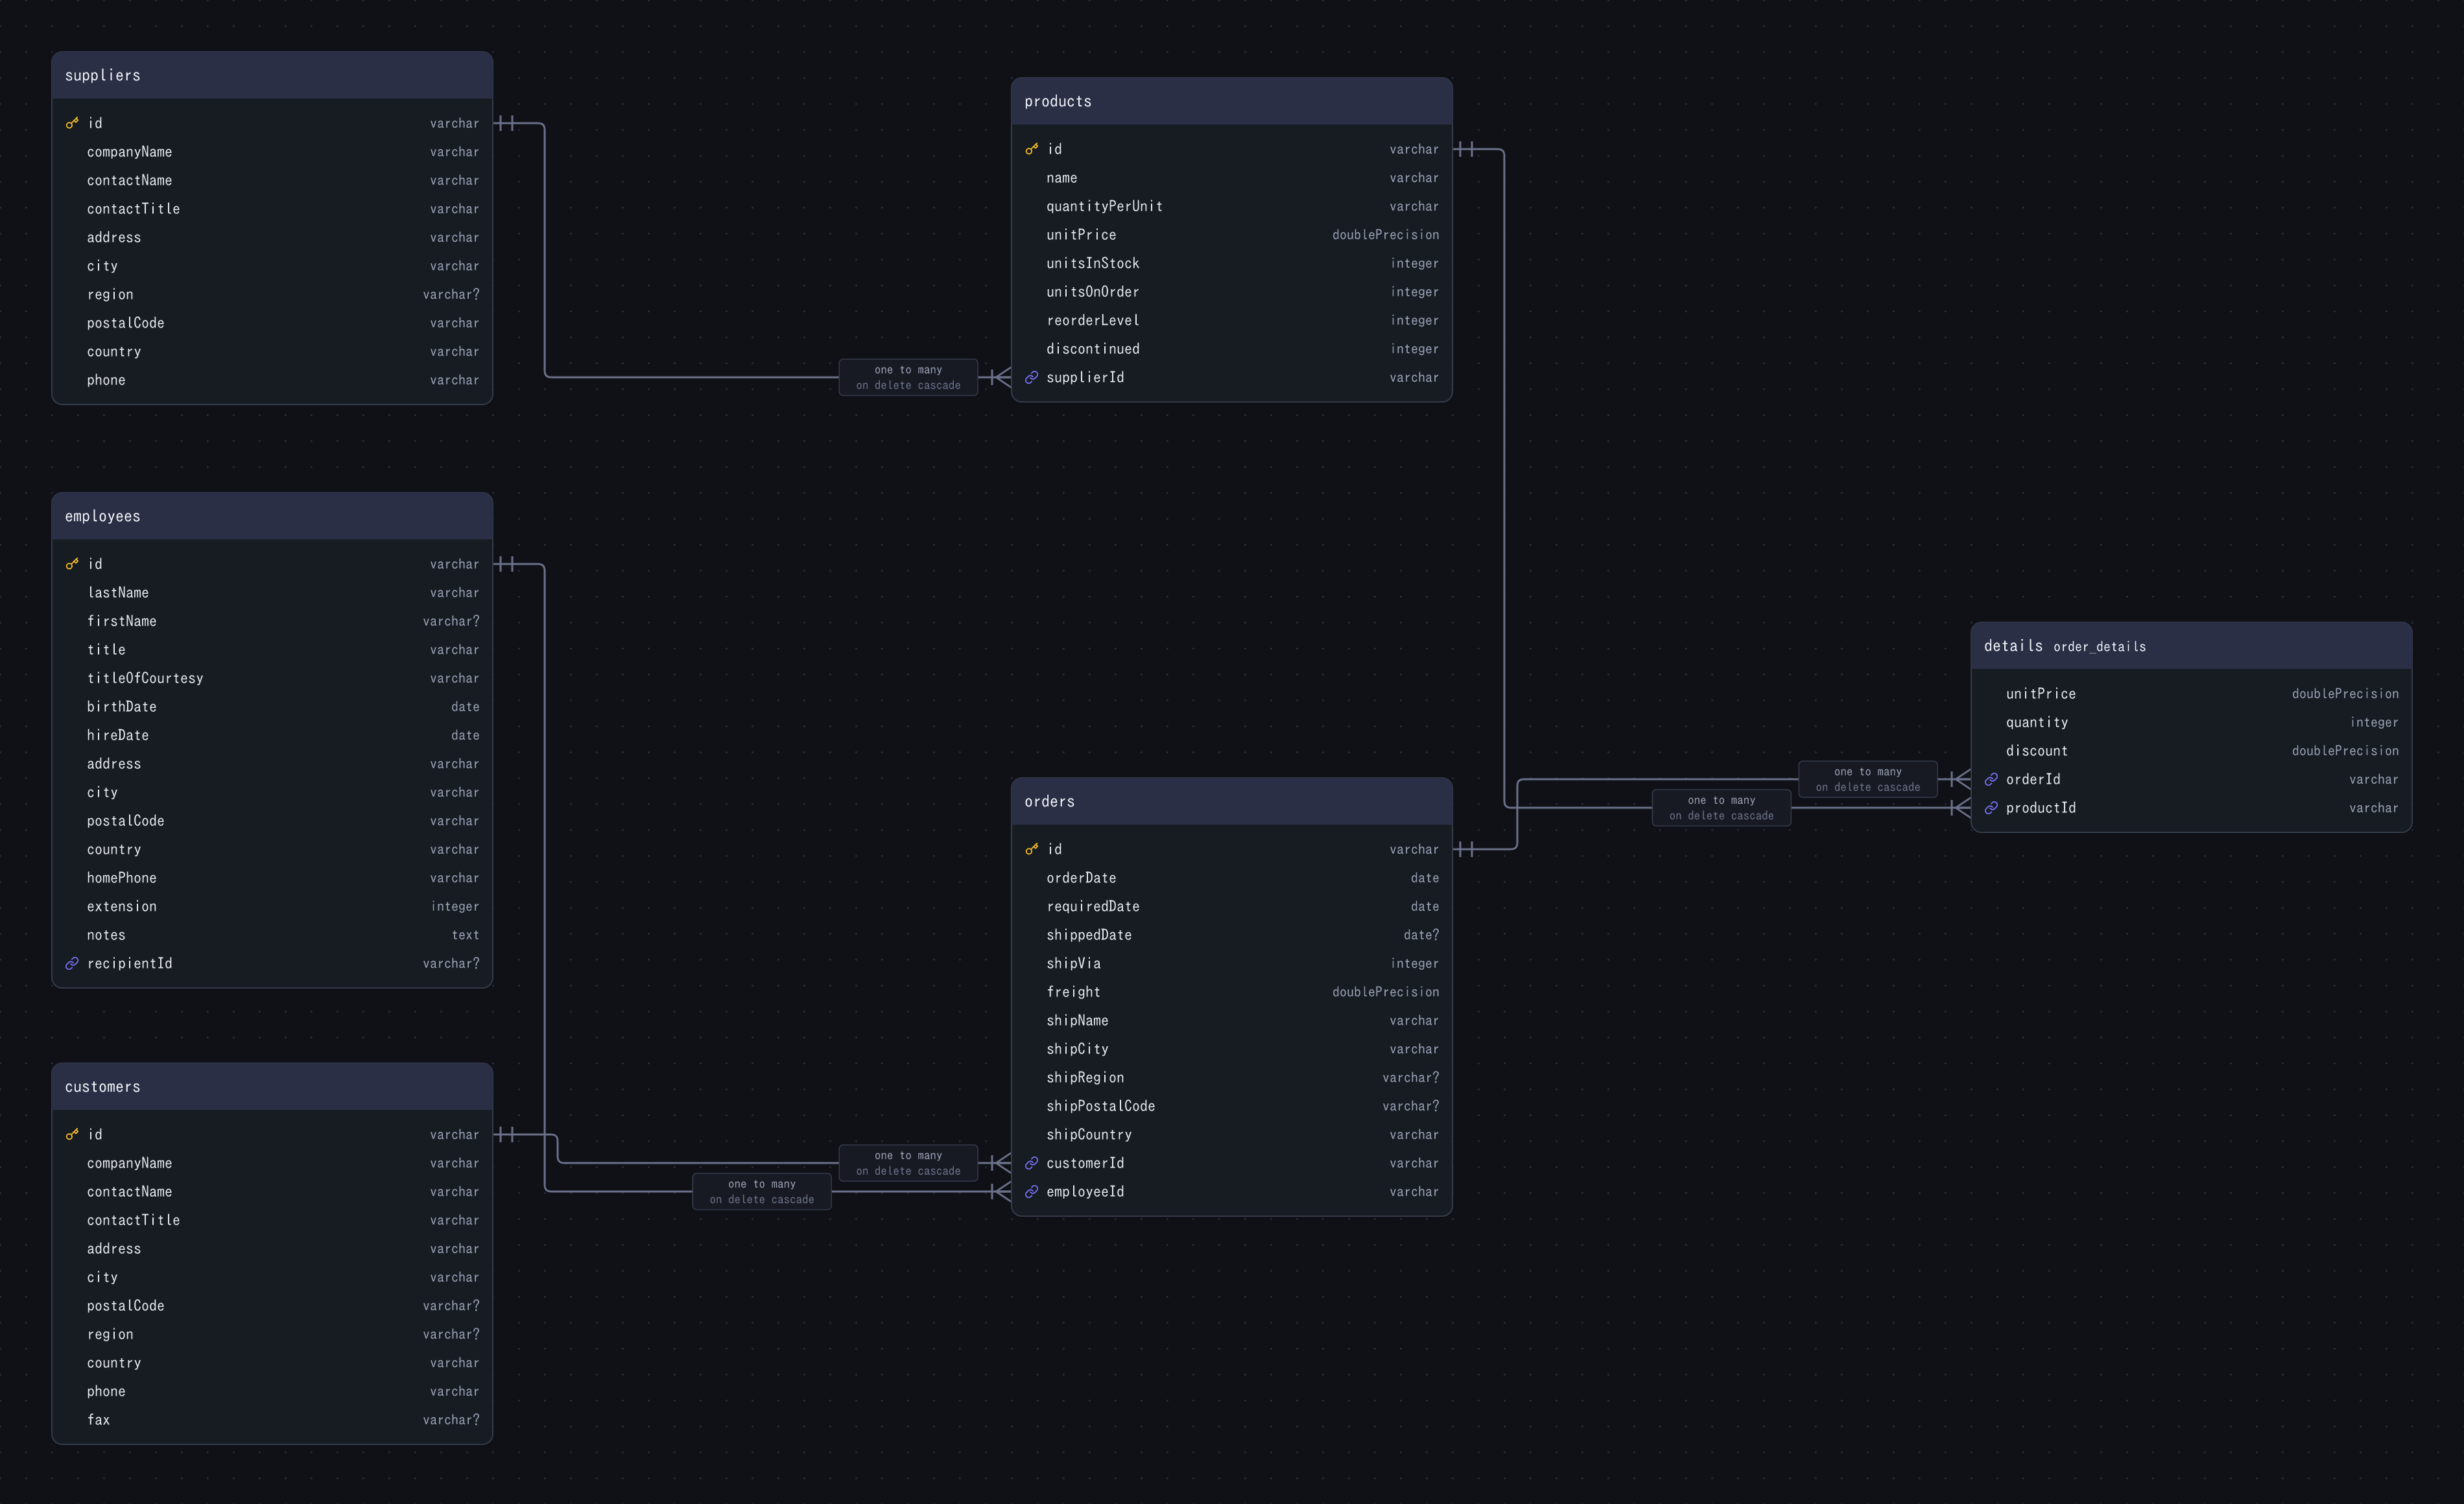 suppliers
id varchar
companyName varchar
contactName varchar
contactTitle varchar
address varchar
city varchar
region varchar?
postalCode varchar
country varchar
phone varchar
employees
id varchar
lastName varchar
firstName varchar?
title varchar
titleOfCourtesy varchar
birthDate date
hireDate date
address varchar
city varchar
postalCode varchar
country varchar
homePhone varchar
extension integer
notes text
recipientId varchar?
customers
id varchar
companyName varchar
contactName varchar
contactTitle varchar
address varchar
city varchar
postalCode varchar?
region varchar?
country varchar
phone varchar
fax varchar?
one to many
on delete cascade
one to many
on delete cascade
one to many
on delete cascade
products
id varchar
name varchar
quantityPerUnit varchar
unitPrice doublePrecision
unitsInStock integer
unitsOnOrder integer
reorderLevel integer
discontinued integer
supplierId varchar
orders
id varchar
orderDate date
requiredDate date
shippedDate date?
shipVia integer
freight doublePrecision
shipName varchar
shipCity varchar
shipRegion varchar?
shipPostalCode varchar?
shipCountry varchar
customerId varchar
employeeId varchar
one to many
on delete cascade
one to many
on delete cascade
details order_details
unitPrice doublePrecision
quantity integer
discount doublePrecision
orderId varchar
productId varchar